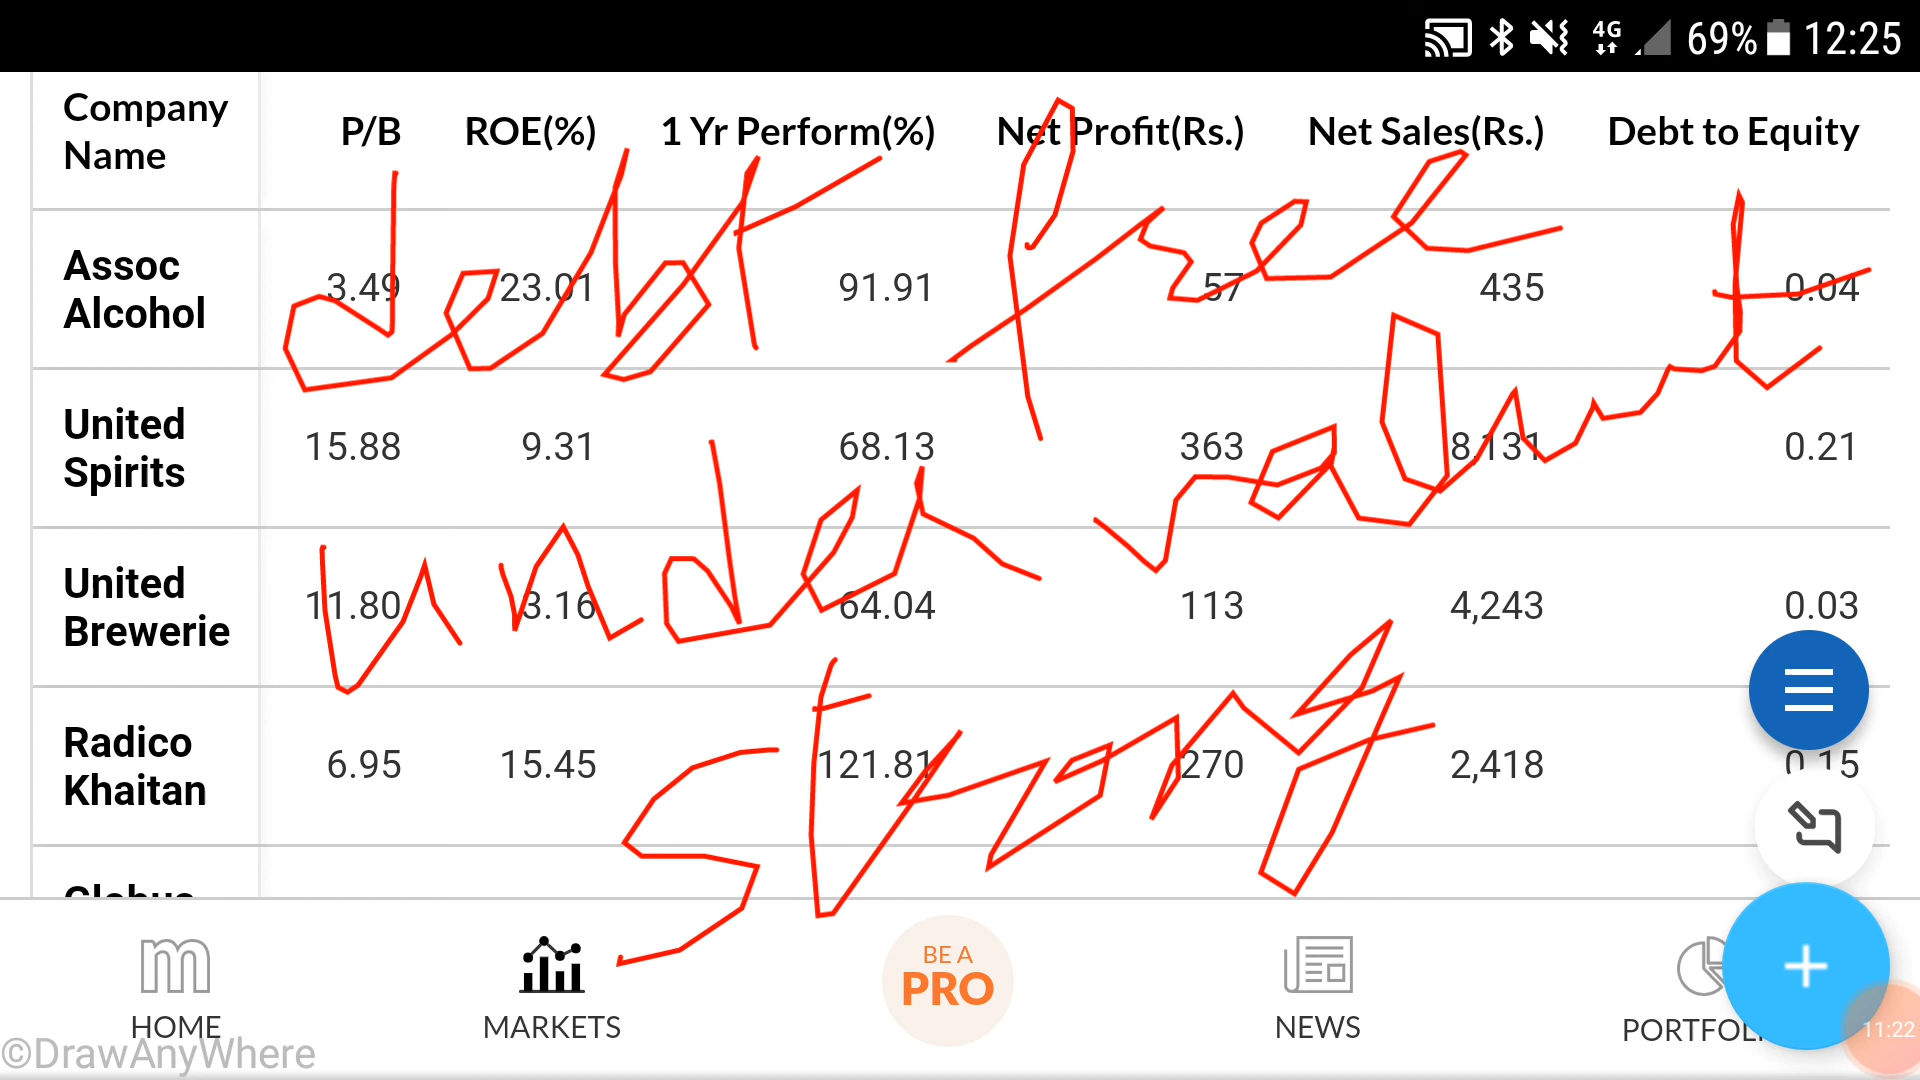 69% 12:25
Company Name P/B ROE(%) 1 Yr Perform(%) Net Profit(Rs.) Net Sales(Rs.) Debt to Equity
Assoc Alcohol 3.49 23.01 91.91 57 435 0.04
United Spirits 15.88 9.31 68.13 363 8,131 0.21
United Brewerie 11.80 3.16 64.04 113 4,243 0.03
Radico Khaitan 6.95 15.45 121.81 270 2,418 0.15
debt free
under valu t
strong
BE A
PRO
HOME MARKETS NEWS
11:22
©DrawAnyWhere
4G